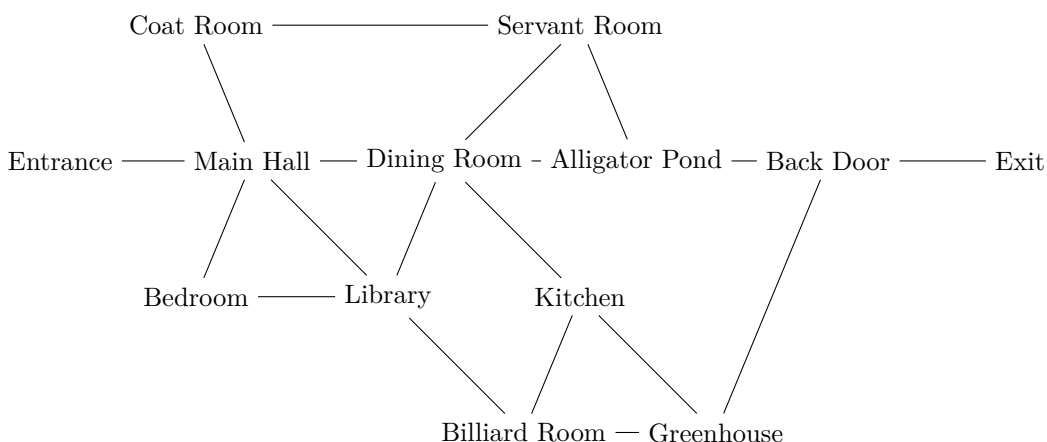 Coat Room
Servant Room
Entrance
Main Hall
Dining Room
Alligator Pond
Back Door
Exit
Bedroom
Library
Kitchen
Billiard Room
Greenhouse